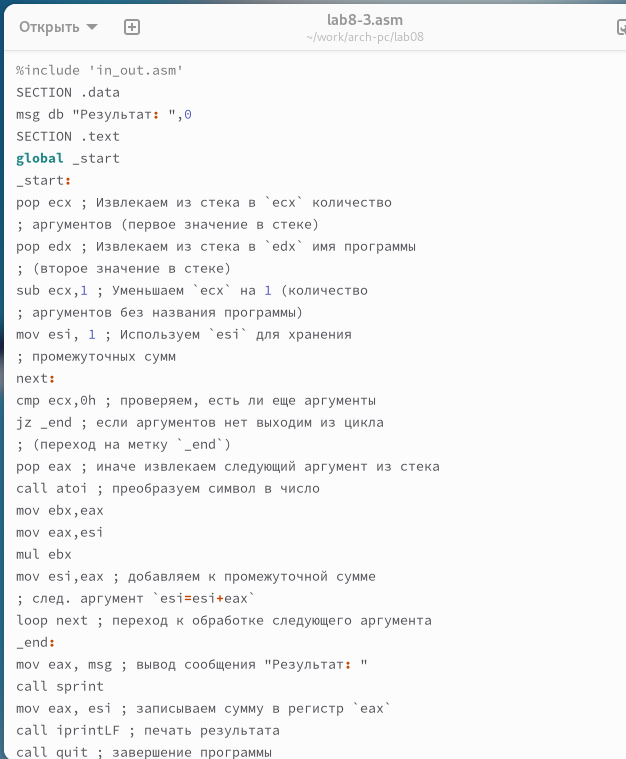 Открыть
lab8-3.asm
~/work/arch-pc/lab08
%include 'in_out.asm'
SECTION .data
msg db "Результат: ",0
SECTION .text
global _start
_start:
pop ecx ; Извлекаем из стека в `ecx` количество
; аргументов (первое значение в стеке)
pop edx ; Извлекаем из стека в `edx` имя программы
; (второе значение в стеке)
sub ecx,1 ; Уменьшаем `ecx` на 1 (количество
; аргументов без названия программы)
mov esi, 1 ; Используем `esi` для хранения
; промежуточных сумм
next:
cmp ecx,0h ; проверяем, есть ли еще аргументы
jz _end ; если аргументов нет выходим из цикла
; (переход на метку `_end`)
pop eax ; иначе извлекаем следующий аргумент из стека
call atoi ; преобразуем символ в число
mov ebx,eax
mov eax,esi
mul ebx
mov esi,eax ; добавляем к промежуточной сумме
; след. аргумент `esi=esi+eax`
loop next ; переход к обработке следующего аргумента
_end:
mov eax, msg ; вывод сообщения "Результат: "
call sprint
mov eax, esi ; записываем сумму в регистр `eax`
call iprintLF ; печать результата
call quit ; завершение программы